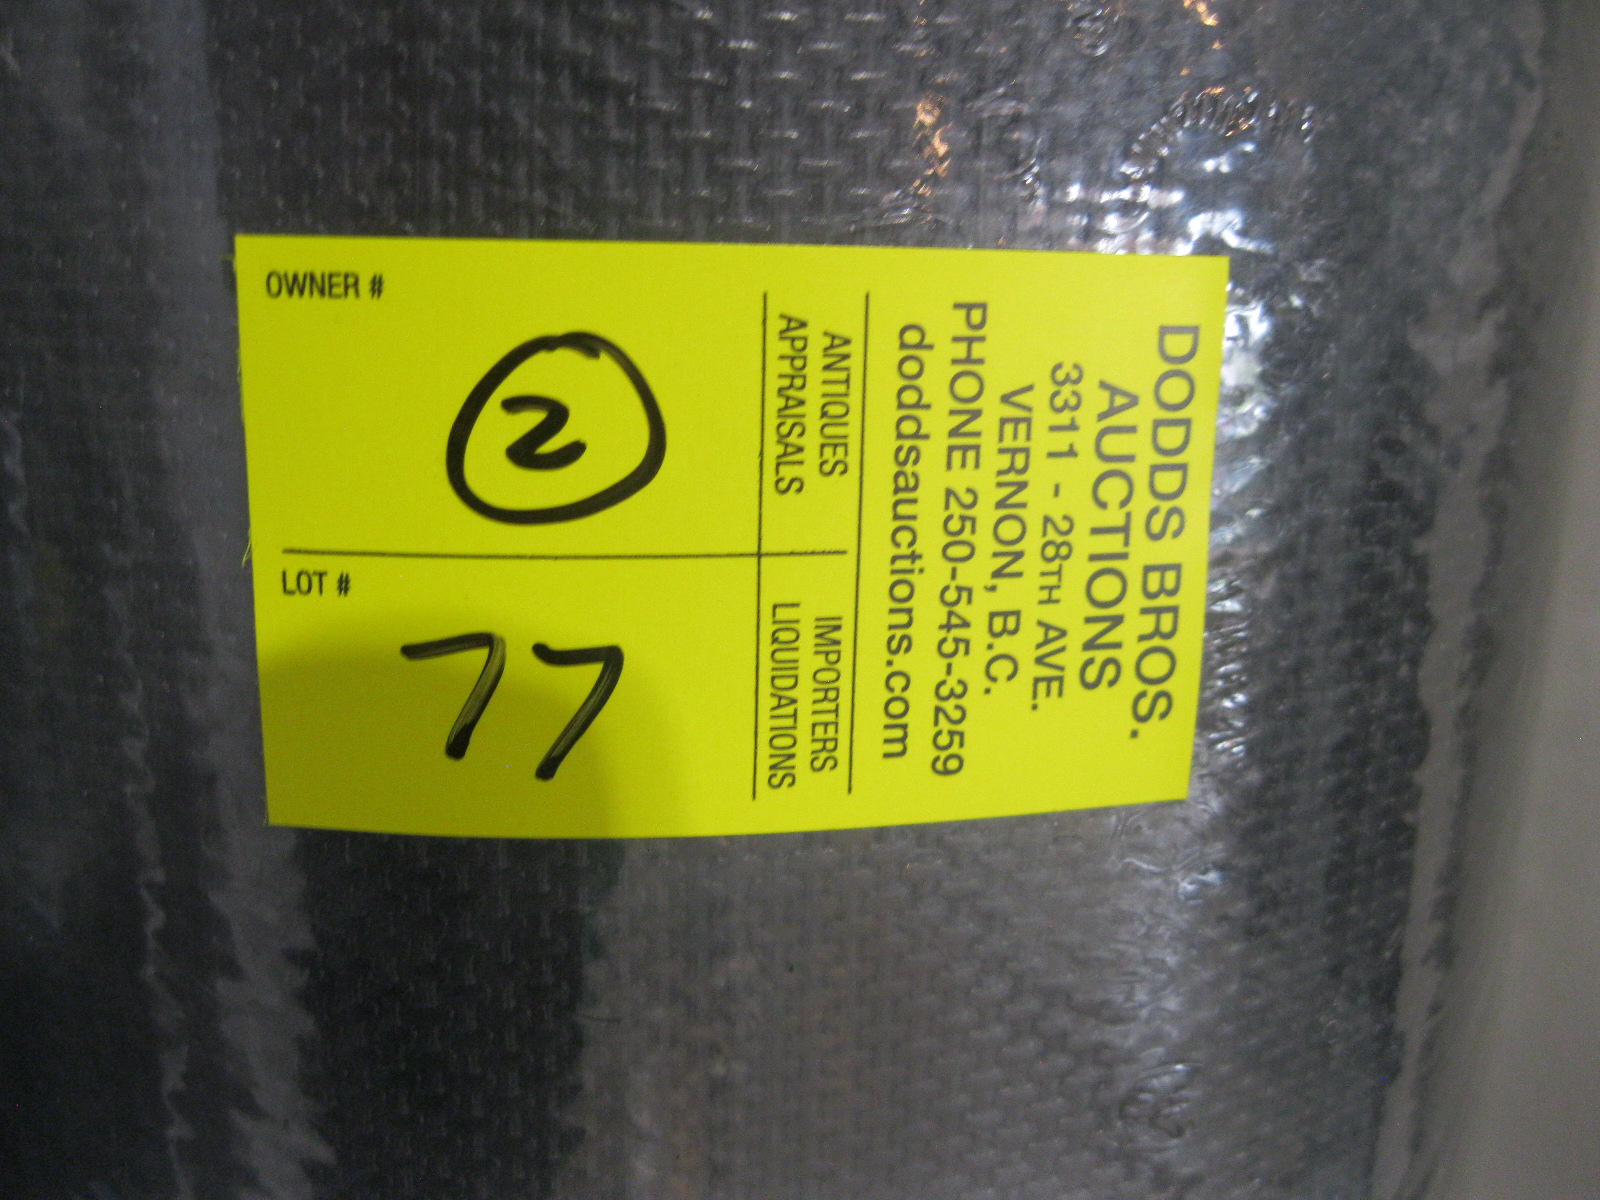 DODDS BROS.
AUCTIONS
3311 - 28TH AVE.
VERNON, B.C.
PHONE 250-545-3259
doddsauctions.com
ANTIQUES
APPRAISALS
IMPORTERS
LIQUIDATIONS
OWNER #
2
LOT #
77